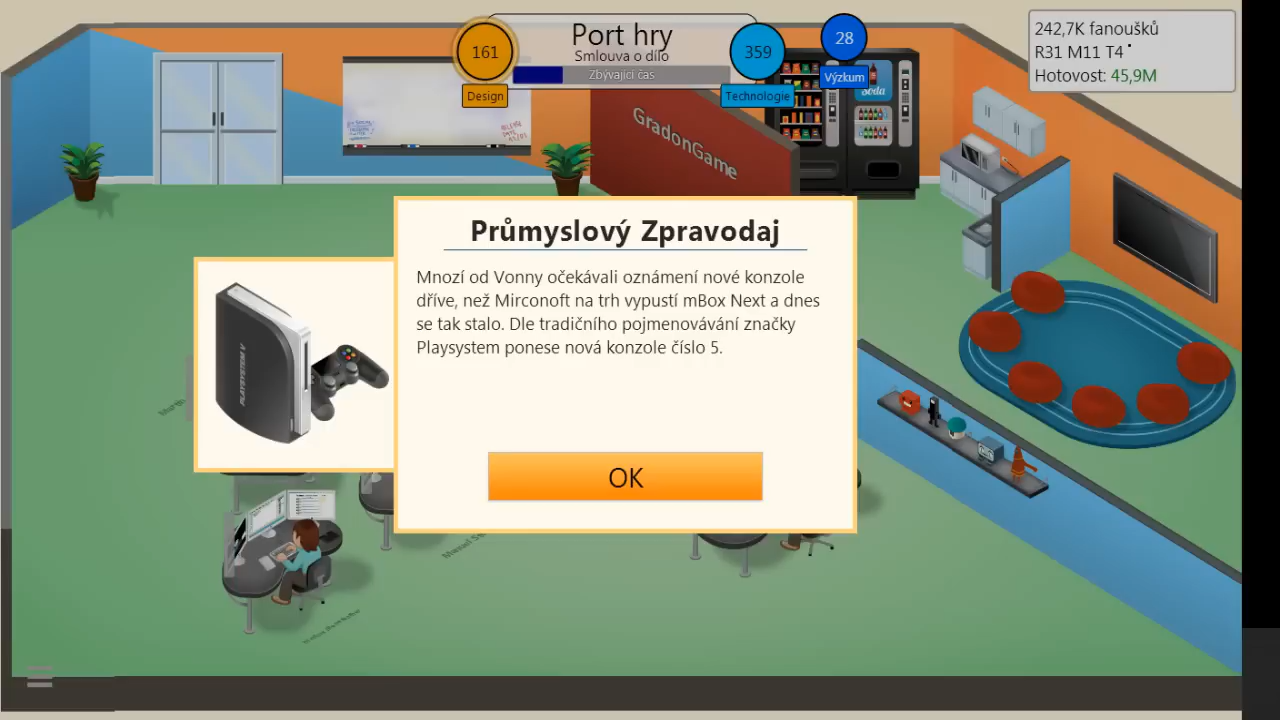 161
Design
Port hry
Smlouva o dílo
Zbývající čas
359
Technologie
28
Výzkum
242,7K fanoušků
R31 M11 T4
Hotovost: 45,9M
Soda
GradonGame
Průmyslový Zpravodaj
Mnozí od Vonny očekávali oznámení nové konzole
dříve, než Mirconoft na trh vypustí mBox Next a dnes
se tak stalo. Dle tradičního pojmenovávání značky
Playsystem ponese nová konzole číslo 5.
PLAYSYSTEM V
OK